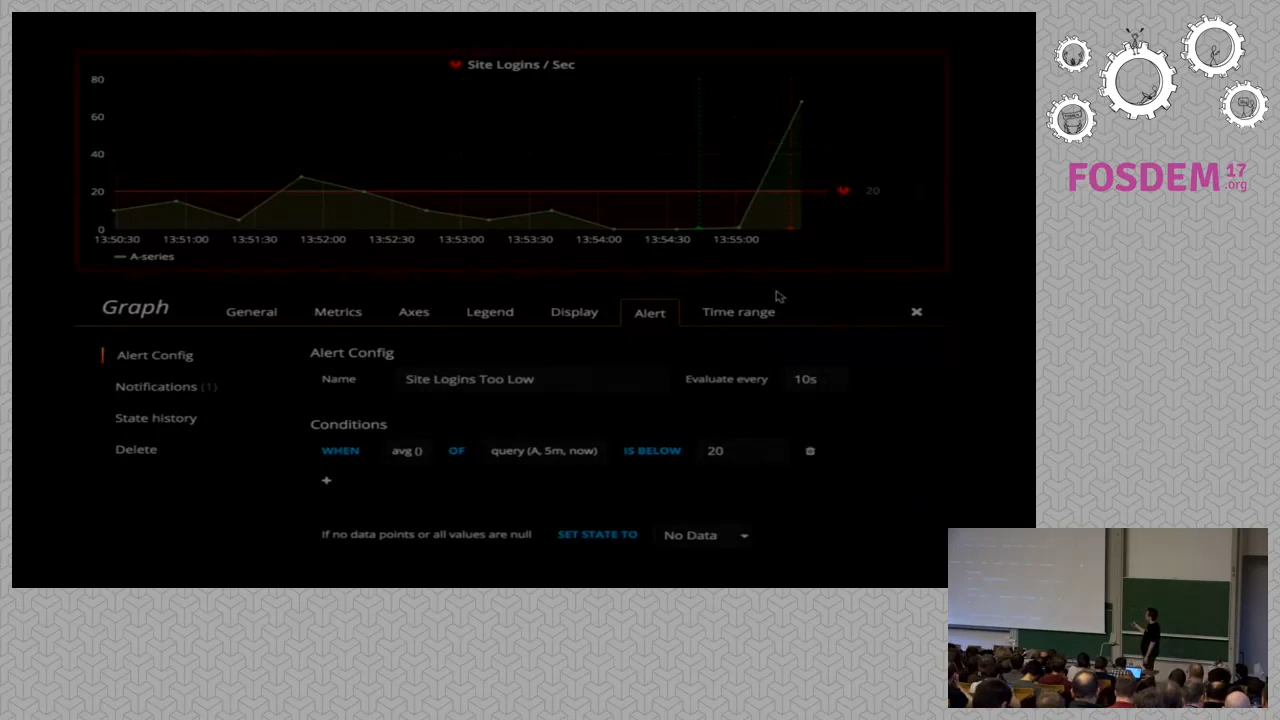 Site Logins / Sec
80
60
40
20
0
20
13:50:30 13:51:00 13:51:30 13:52:00 13:52:30 13:53:00 13:53:30 13:54:00 13:54:30 13:55:00
A-series
Graph General Metrics Axes Legend Display Alert Time range
Alert Config
Notifications (1)
State history
Delete
Alert Config
Name Site Logins Too Low Evaluate every 10s
Conditions
WHEN avg () OF query (A, 5m, now) IS BELOW 20
+
If no data points or all values are null SET STATE TO No Data
FOSDEM 17 .org